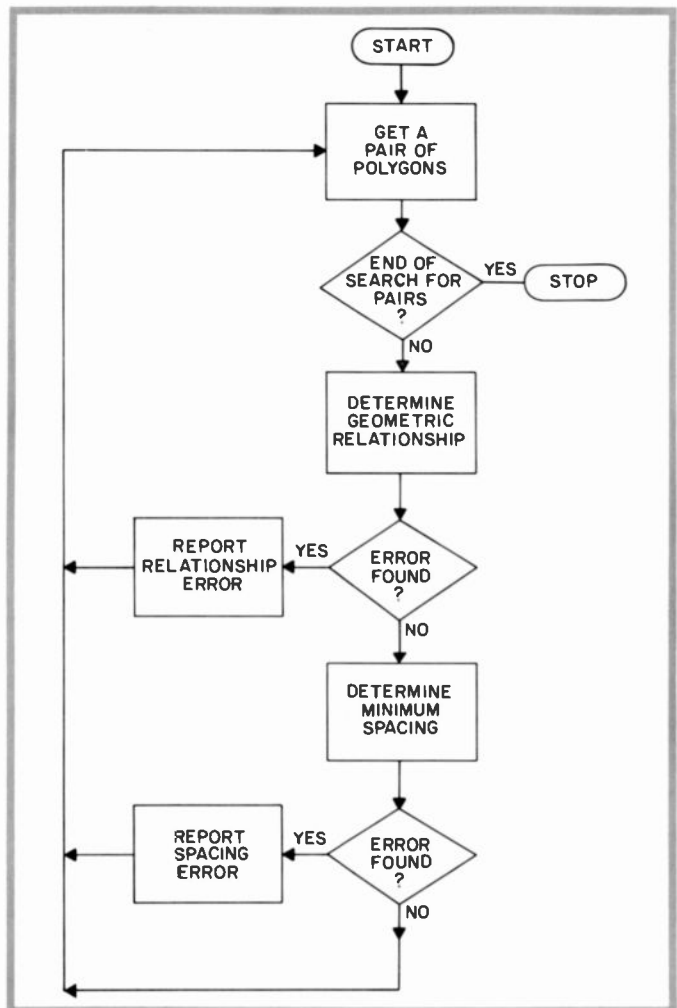 START
GET A
PAIR OF
POLYGONS
END OF
SEARCH FOR
PAIRS
?
YES
STOP
NO
DETERMINE
GEOMETRIC
RELATIONSHIP
REPORT
RELATIONSHIP
ERROR
YES
ERROR
FOUND
?
NO
DETERMINE
MINIMUM
SPACING
REPORT
SPACING
ERROR
YES
ERROR
FOUND
?
NO